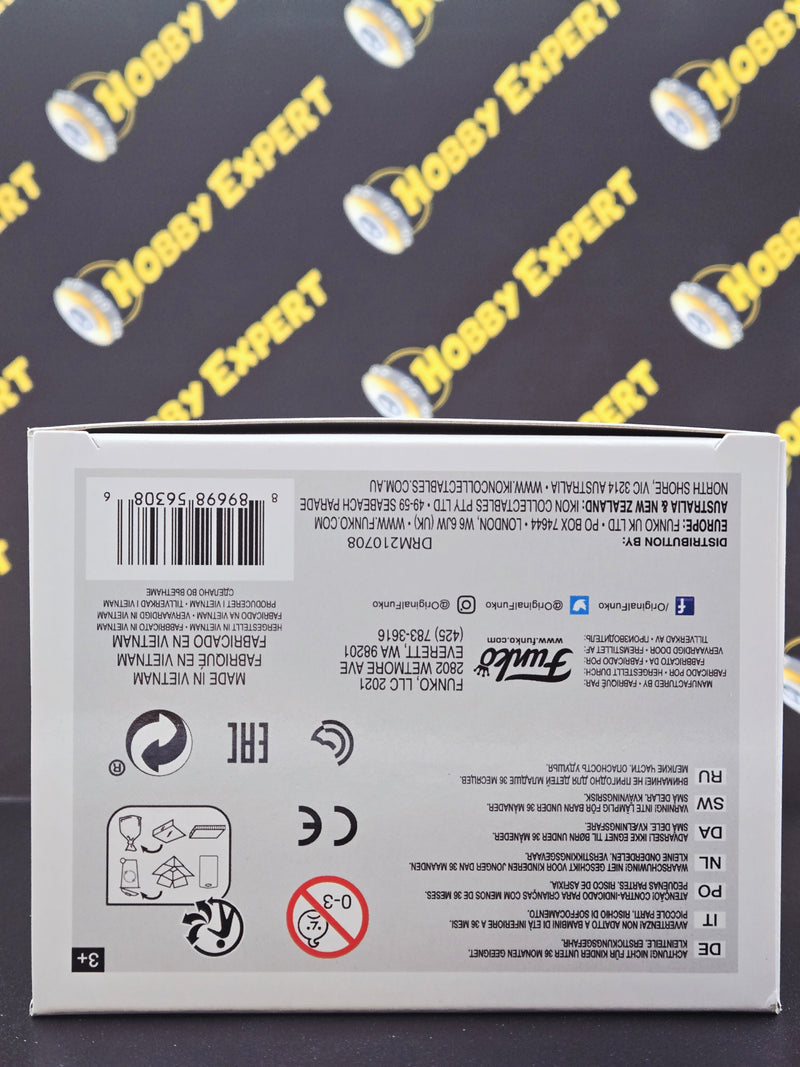 HOBBY EXPERT
HOBBY EXPERT
HOBBY EXPERT
HOBBY EXPERT
HOBBY EXPERT
3+
DE ACHTUNG! NICHT FÜR KINDER UNTER 36 MONATEN GEEIGNET.
KLEINTEILE. ERSTICKUNGSGEFAHR.
IT AVVERTENZA! NON ADATTO A BAMBINI DI ETÀ INFERIORE A 36 MESI.
PICCOLE PARTI. RISCHIO DI SOFFOCAMENTO.
PO ATENÇÃO! CONTRA-INDICADO PARA CRIANÇAS COM MENOS DE 36 MESES.
PEQUENAS PARTES. RISCO DE ASFIXIA.
NL WAARSCHUWING! NIET GESCHIKT VOOR KINDEREN JONGER DAN 36 MAANDEN.
KLEINE ONDERDELEN. VERSTIKKINGSGEVAAR.
DA ADVARSEL! EGNER IKKE TIL BØRN UNDER 36 MÅNEDER.
SMÅ DELE. KVÆLNINGSFARE.
SW VARNING! INTE LÄMPLIG FÖR BARN UNDER 36 MÅNADER.
SMÅ DELAR. KVÄVNINGSRISK.
RU ВНИМАНИЕ! НЕ ПРИГОДНО ДЛЯ ДЕТЕЙ МЛАДШЕ 36 МЕСЯЦЕВ.
МЕЛКИЕ ЧАСТИ. ОПАСНОСТЬ УДУШЬЯ.
0-3
CE
EAC
®
MANUFACTURED BY • FABRIQUÉ PAR:
FABRICADO POR • HERGESTELLT DURCH:
FABBRICATO DA • FABRICADO POR:
VERVAARDIGD DOOR • FREMSTILLET AF:
TILLVERKAD AV • ПРОИЗВОДИТЕЛЬ:
Funko
www.funko.com
FUNKO, LLC 2021
2802 WETMORE AVE
EVERETT, WA 98201
(425) 783-3616
/OriginalFunko
@OriginalFunko
@OriginalFunko
DISTRIBUTION BY:
DRM210708
EUROPE: FUNKO UK LTD • PO BOX 74644 • LONDON, W6 6JW (UK) • WWW.FUNKO.COM
AUSTRALIA & NEW ZEALAND: IKON COLLECTABLES PTY LTD • 49-59 SEABEACH PARADE
NORTH SHORE, VIC 3214 AUSTRALIA • WWW.IKONCOLLECTABLES.COM.AU
MADE IN VIETNAM
FABRIQUÉ EN VIETNAM
FABRICADO EN VIETNAM
HERGESTELLT IN VIETNAM • FABBRICATO IN VIETNAM
FABRICADO NA VIETNAM • VERVAARDIGD IN VIETNAM
PRODUCERET I VIETNAM • TILLVERKAD I VIETNAM
СДЕЛАНО ВО ВЬЕТНАМЕ
8 89698 56308 6